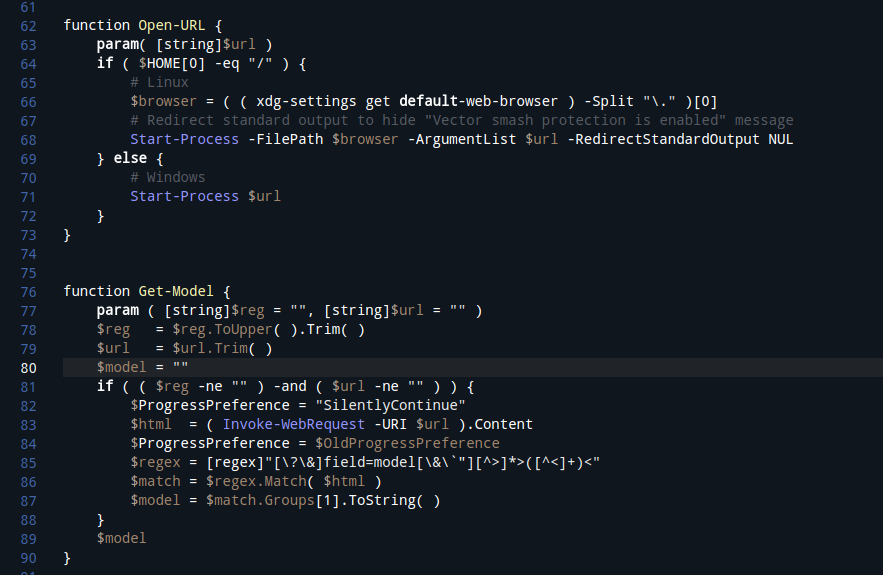 61
62 function Open-URL {
63     param( [string]$url )
64     if ( $HOME[0] -eq "/" ) {
65         # Linux
66         $browser = ( ( xdg-settings get default-web-browser ) -Split "\." )[0]
67         # Redirect standard output to hide "Vector smash protection is enabled" message
68         Start-Process -FilePath $browser -ArgumentList $url -RedirectStandardOutput NUL
69     } else {
70         # Windows
71         Start-Process $url
72     }
73 }
74
75
76 function Get-Model {
77     param ( [string]$reg = "", [string]$url = "" )
78     $reg   = $reg.ToUpper( ).Trim( )
79     $url   = $url.Trim( )
80     $model = ""
81     if ( ( $reg -ne "" ) -and ( $url -ne "" ) ) {
82         $ProgressPreference = "SilentlyContinue"
83         $html  = ( Invoke-WebRequest -URI $url ).Content
84         $ProgressPreference = $OldProgressPreference
85         $regex = [regex]"[\?\&]field=model[\&\`"][^>]*>([^<]+)<"
86         $match = $regex.Match( $html )
87         $model = $match.Groups[1].ToString( )
88     }
89     $model
90 }